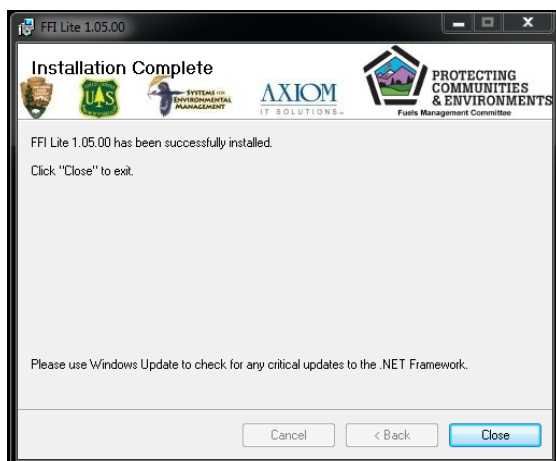 FFI Lite 1.05.00
Installation Complete
UAS
SYSTEMS FOR
ENVIRONMENTAL
MANAGEMENT
AXIOM
IT SOLUTIONS
PROTECTING
COMMUNITIES
& ENVIRONMENTS
Fuels Management Committee
FFI Lite 1.05.00 has been successfully installed.
Click "Close" to exit.
Please use Windows Update to check for any critical updates to the .NET Framework.
Cancel
< Back
Close